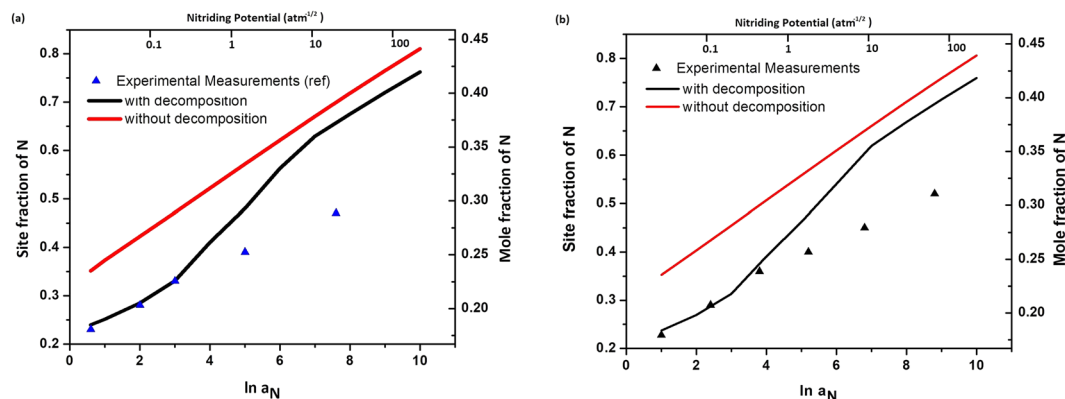 (a)
Nitriding Potential (atm-1/2)
0.1 1 10 100
Experimental Measurements (ref)
with decomposition
without decomposition
Site fraction of N
0.8
0.7
0.6
0.5
0.4
0.3
0.2
Mole fraction of N
0.45
0.40
0.35
0.30
0.25
0.20
0 2 4 6 8 10
ln aN
(b)
Nitriding Potential (atm-1/2)
0.1 1 10 100
Experimental Measurements
with decomposition
without decomposition
Site fraction of N
0.8
0.7
0.6
0.5
0.4
0.3
0.2
Mole fraction of N
0.45
0.40
0.35
0.30
0.25
0.20
0 2 4 6 8 10
ln aN